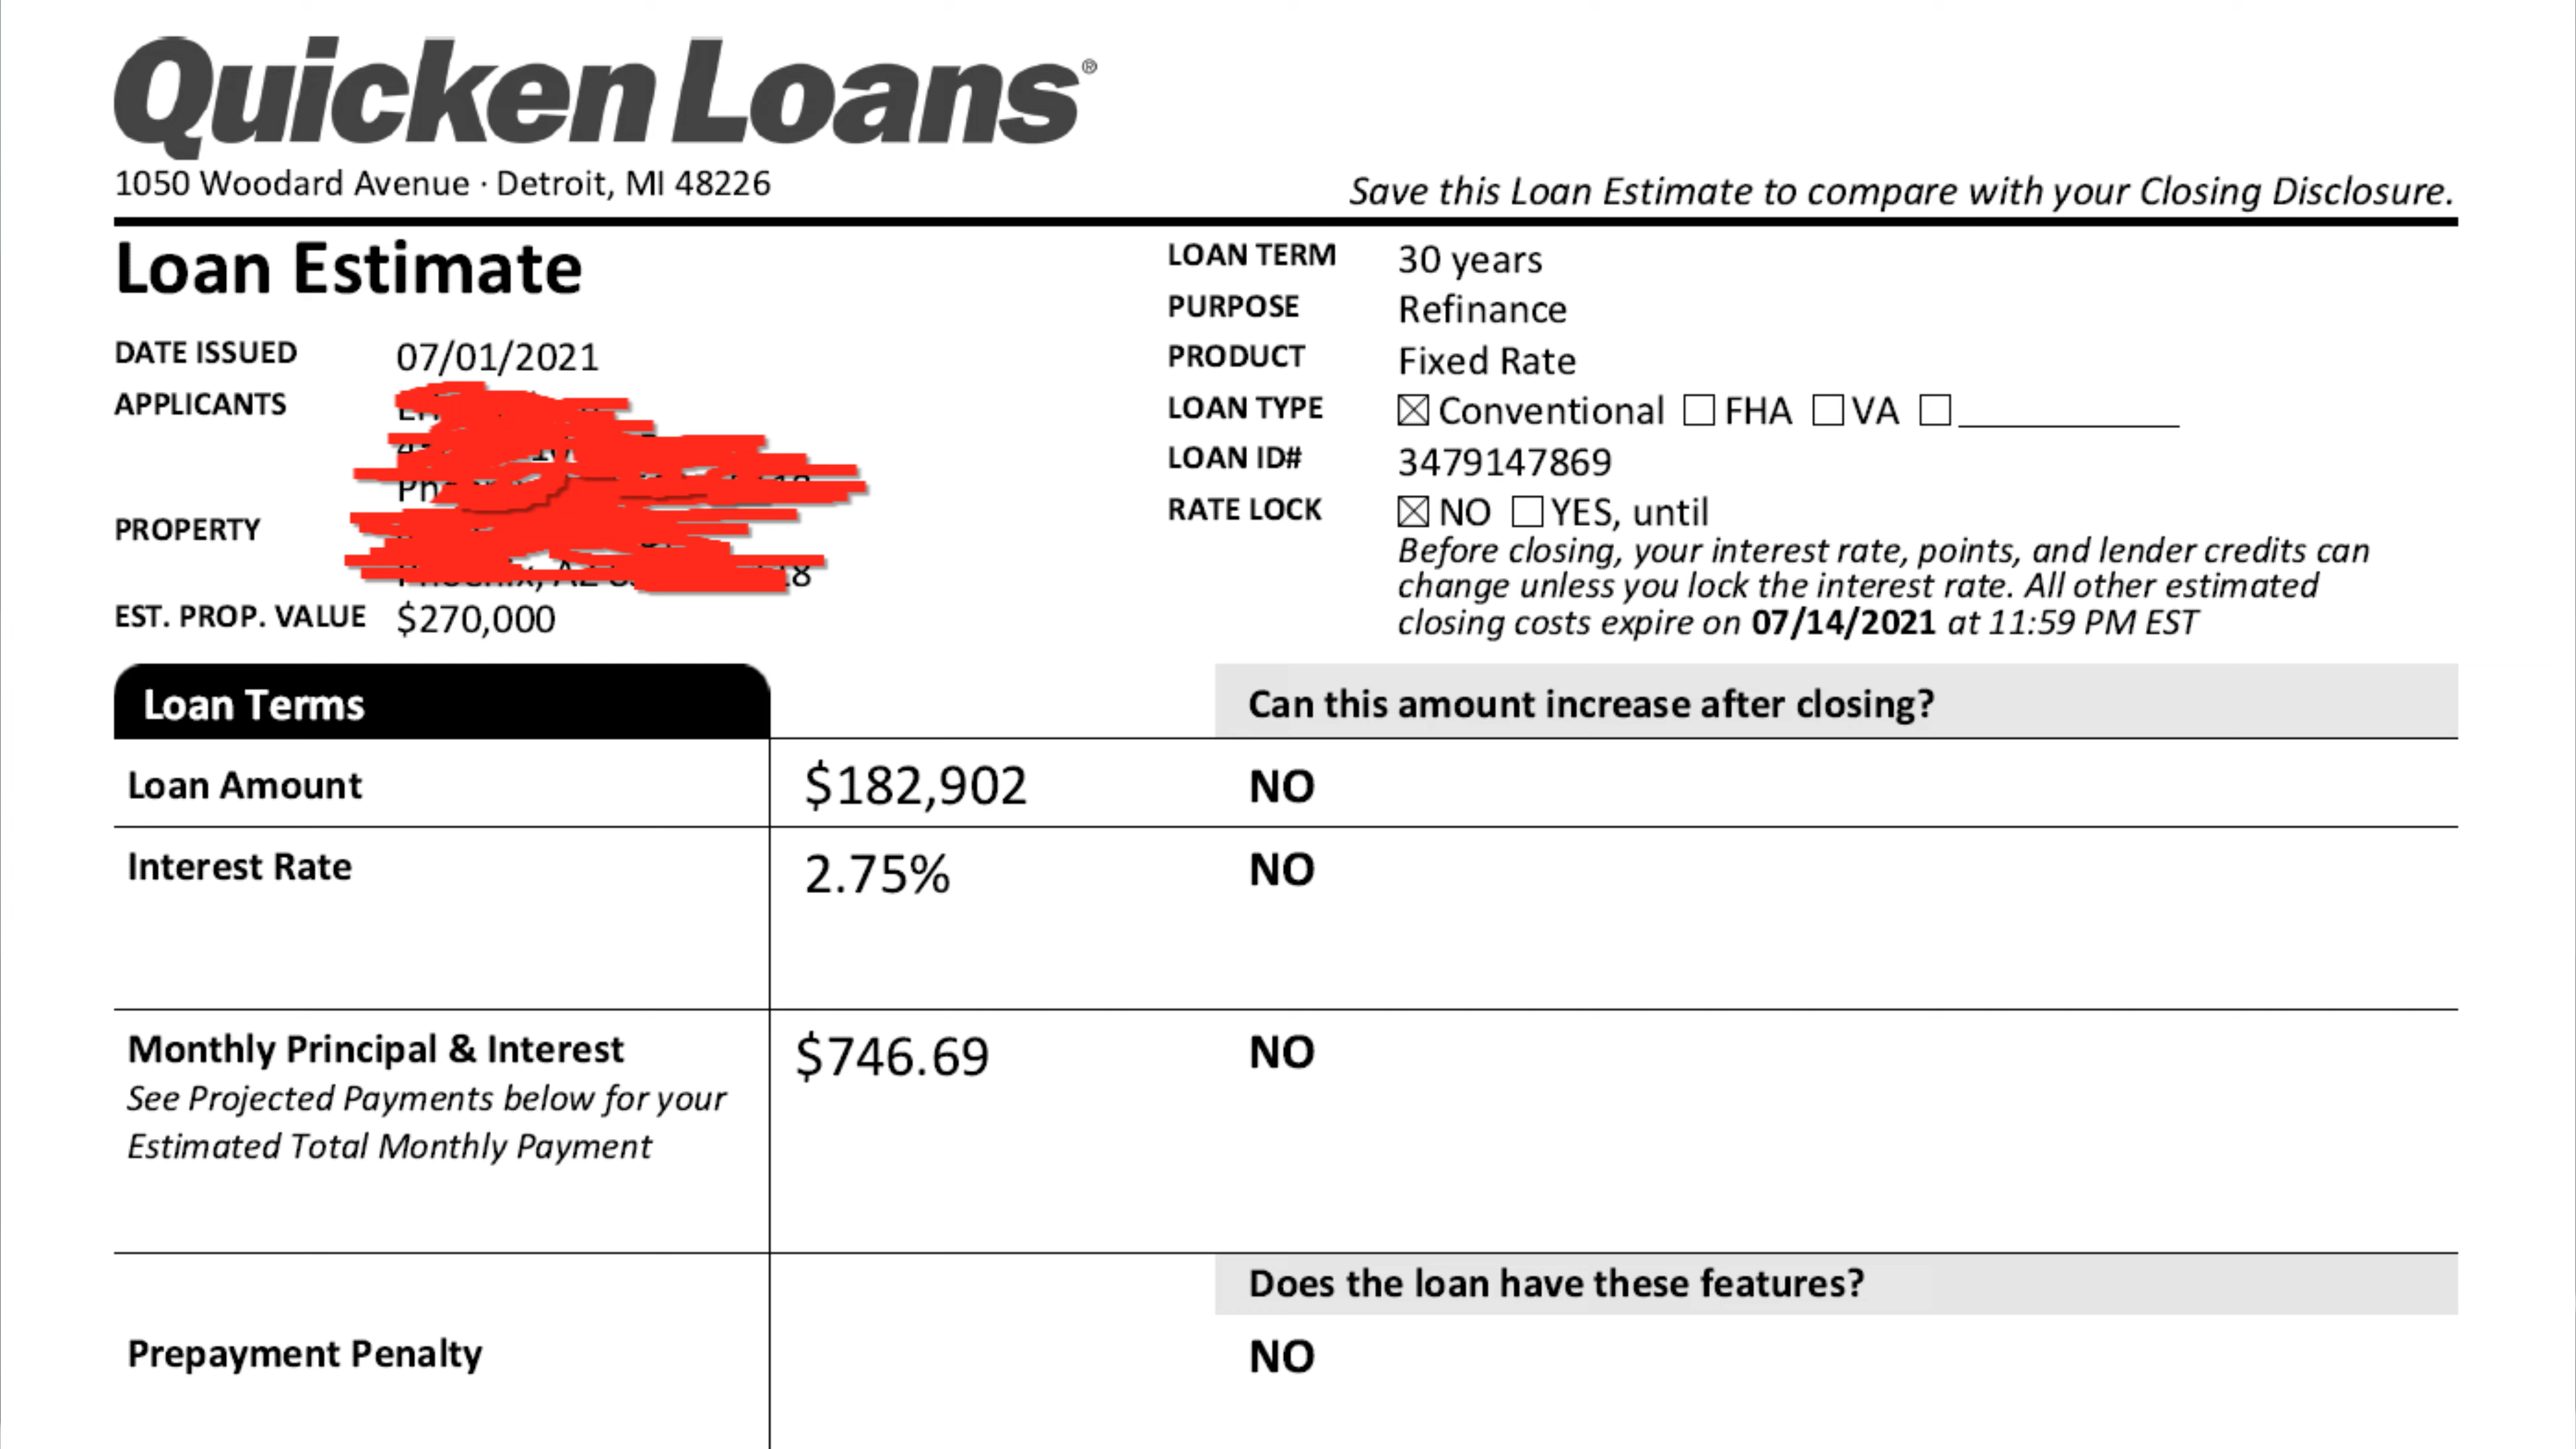 Quicken Loans®
1050 Woodard Avenue · Detroit, MI 48226
Save this Loan Estimate to compare with your Closing Disclosure.
Loan Estimate
DATE ISSUED 07/01/2021
APPLICANTS
PROPERTY
EST. PROP. VALUE $270,000
LOAN TERM 30 years
PURPOSE Refinance
PRODUCT Fixed Rate
LOAN TYPE ☒ Conventional ☐ FHA ☐ VA ☐ __________
LOAN ID# 3479147869
RATE LOCK ☒ NO ☐ YES, until
Before closing, your interest rate, points, and lender credits can
change unless you lock the interest rate. All other estimated
closing costs expire on 07/14/2021 at 11:59 PM EST
Loan Terms Can this amount increase after closing?
Loan Amount $182,902 NO
Interest Rate 2.75% NO
Monthly Principal & Interest $746.69 NO
See Projected Payments below for your
Estimated Total Monthly Payment
Does the loan have these features?
Prepayment Penalty NO